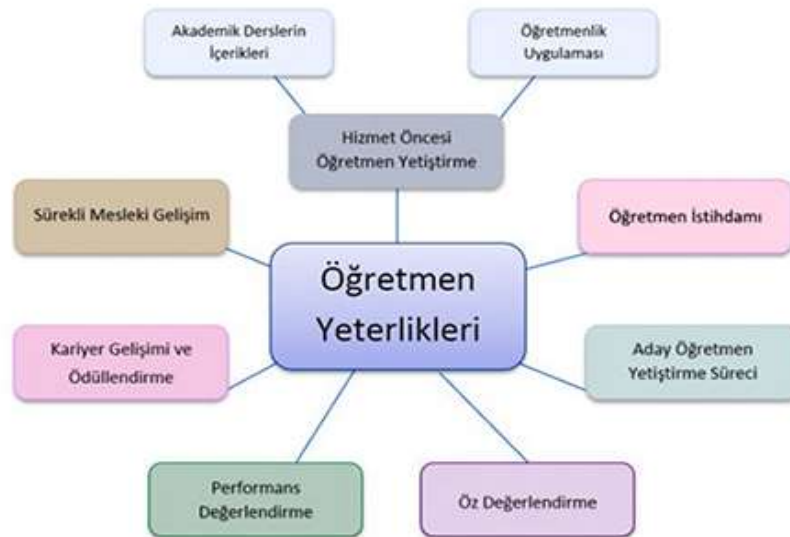 Akademik Derslerin
İçerikleri
Öğretmenlik
Uygulaması
Hizmet Öncesi
Öğretmen Yetiştirme
Sürekli Mesleki Gelişim
Öğretmen İstihdamı
Öğretmen
Yeterlikleri
Kariyer Gelişimi ve
Ödüllendirme
Aday Öğretmen
Yetiştirme Süreci
Performans
Değerlendirme
Öz Değerlendirme